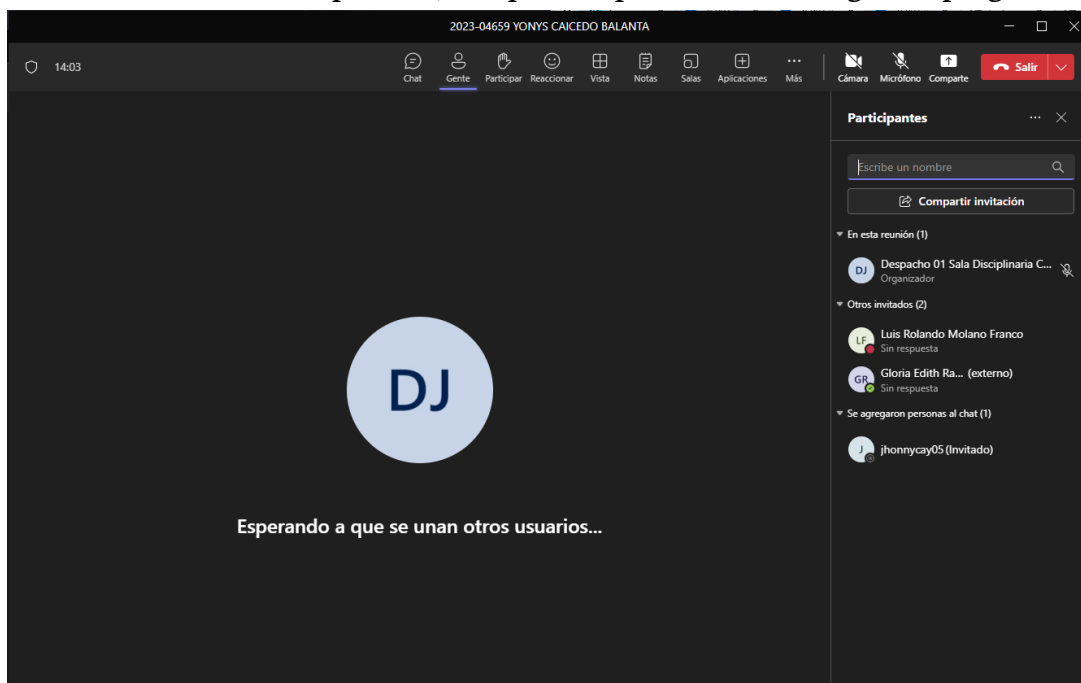 2023-04659 YONYS CAICEDO BALANTA
14:03
Chat Gente Participar Reaccionar Vista Notas Salas Aplicaciones Más Cámara Micrófono Comparte Salir
Participantes
Escribe un nombre
Compartir invitación
En esta reunión (1)
DJ Despacho 01 Sala Disciplinaria C...
Organizador
Otros invitados (2)
LF Luis Rolando Molano Franco
Sin respuesta
GR Gloria Edith Ra... (externo)
Sin respuesta
Se agregaron personas al chat (1)
J jhonnycay05 (Invitado)
DJ
Esperando a que se unan otros usuarios...